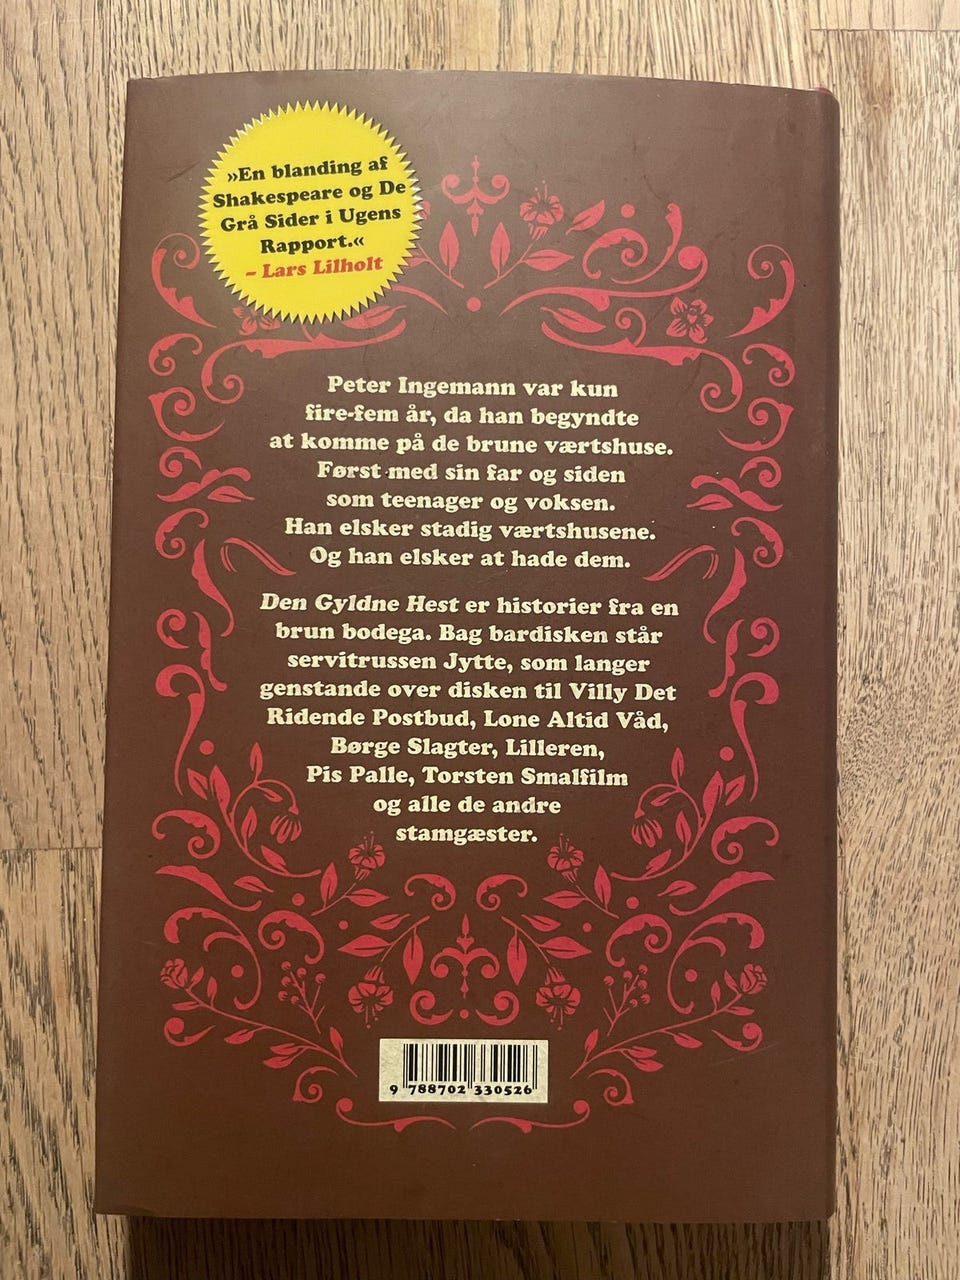 »En blanding af
Shakespeare og De
Grå Sider i Ugens
Rapport.«
– Lars Lilholt
Peter Ingemann var kun
fire-fem år, da han begyndte
at komme på de brune værtshuse.
Først med sin far og siden
som teenager og voksen.
Han elsker stadig værtshusene.
Og han elsker at hade dem.
Den Gyldne Hest er historier fra en
brun bodega. Bag bardisken står
servitrussen Jytte, som langer
genstande over disken til Villy Det
Ridende Postbud, Lone Altid Våd,
Børge Slagter, Lilleren,
Pis Palle, Torsten Smalfilm
og alle de andre
stamgæster.
9 788702 330526